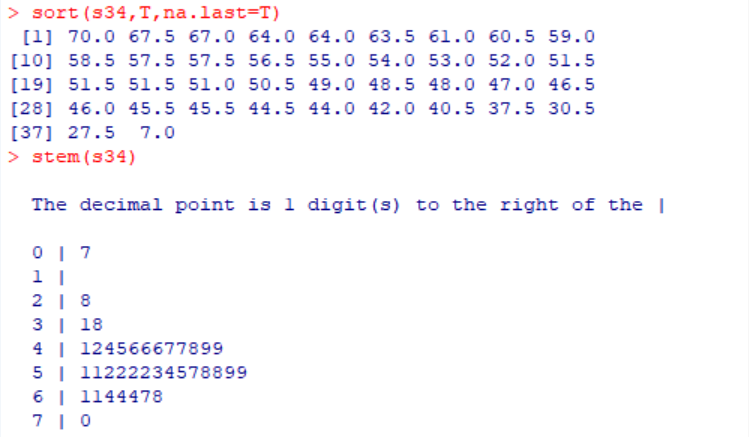 > sort(s34,T,na.last=T)
 [1] 70.0 67.5 67.0 64.0 64.0 63.5 61.0 60.5 59.0
[10] 58.5 57.5 57.5 56.5 55.0 54.0 53.0 52.0 51.5
[19] 51.5 51.5 51.0 50.5 49.0 48.5 48.0 47.0 46.5
[28] 46.0 45.5 45.5 44.5 44.0 42.0 40.5 37.5 30.5
[37] 27.5  7.0
> stem(s34)
  The decimal point is 1 digit(s) to the right of the |
  0 | 7
  1 |
  2 | 8
  3 | 18
  4 | 124566677899
  5 | 11222234578899
  6 | 1144478
  7 | 0